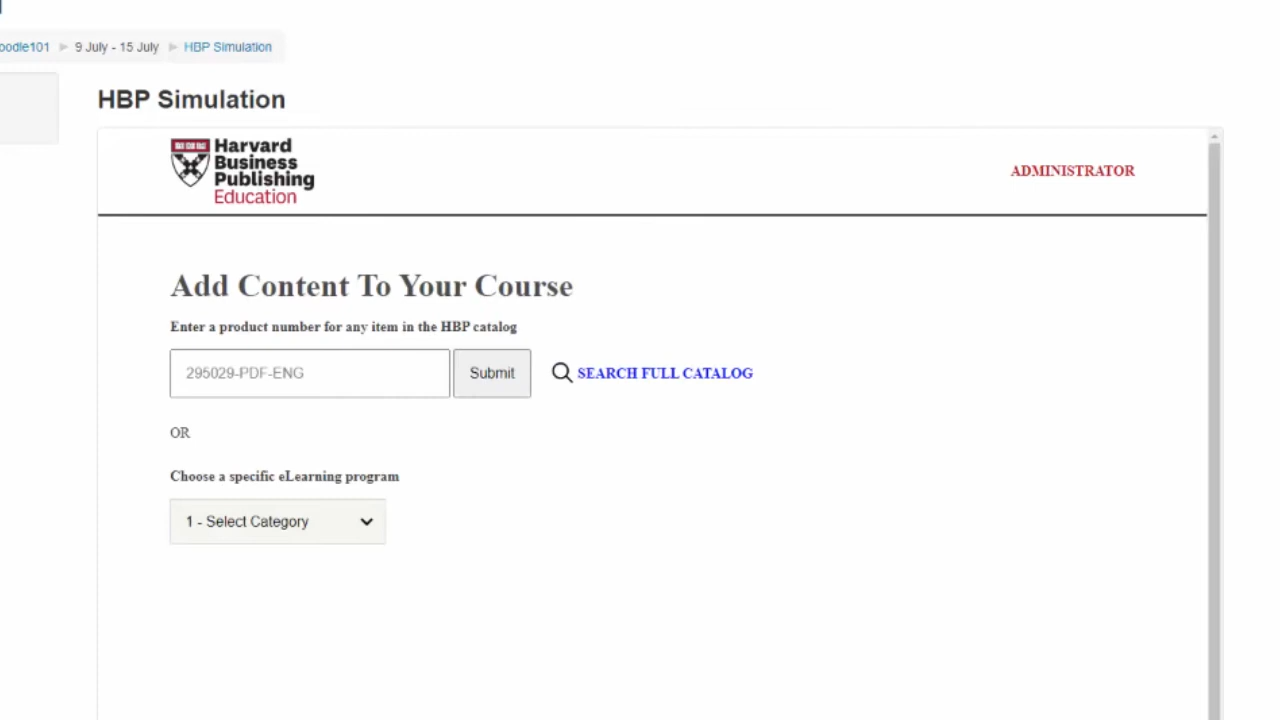 oodle101 ▶ 9 July - 15 July ▶ HBP Simulation
HBP Simulation
Harvard
Business
Publishing
Education
ADMINISTRATOR
Add Content To Your Course
Enter a product number for any item in the HBP catalog
295029-PDF-ENG Submit SEARCH FULL CATALOG
OR
Choose a specific eLearning program
1 - Select Category